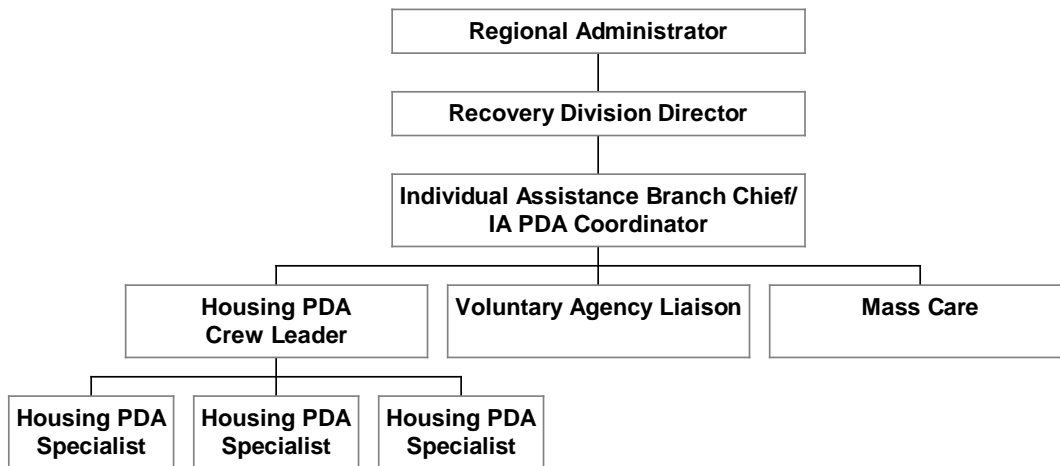 Regional Administrator
Recovery Division Director
Individual Assistance Branch Chief/
IA PDA Coordinator
Housing PDA
Crew Leader
Voluntary Agency Liaison
Mass Care
Housing PDA
Specialist
Housing PDA
Specialist
Housing PDA
Specialist